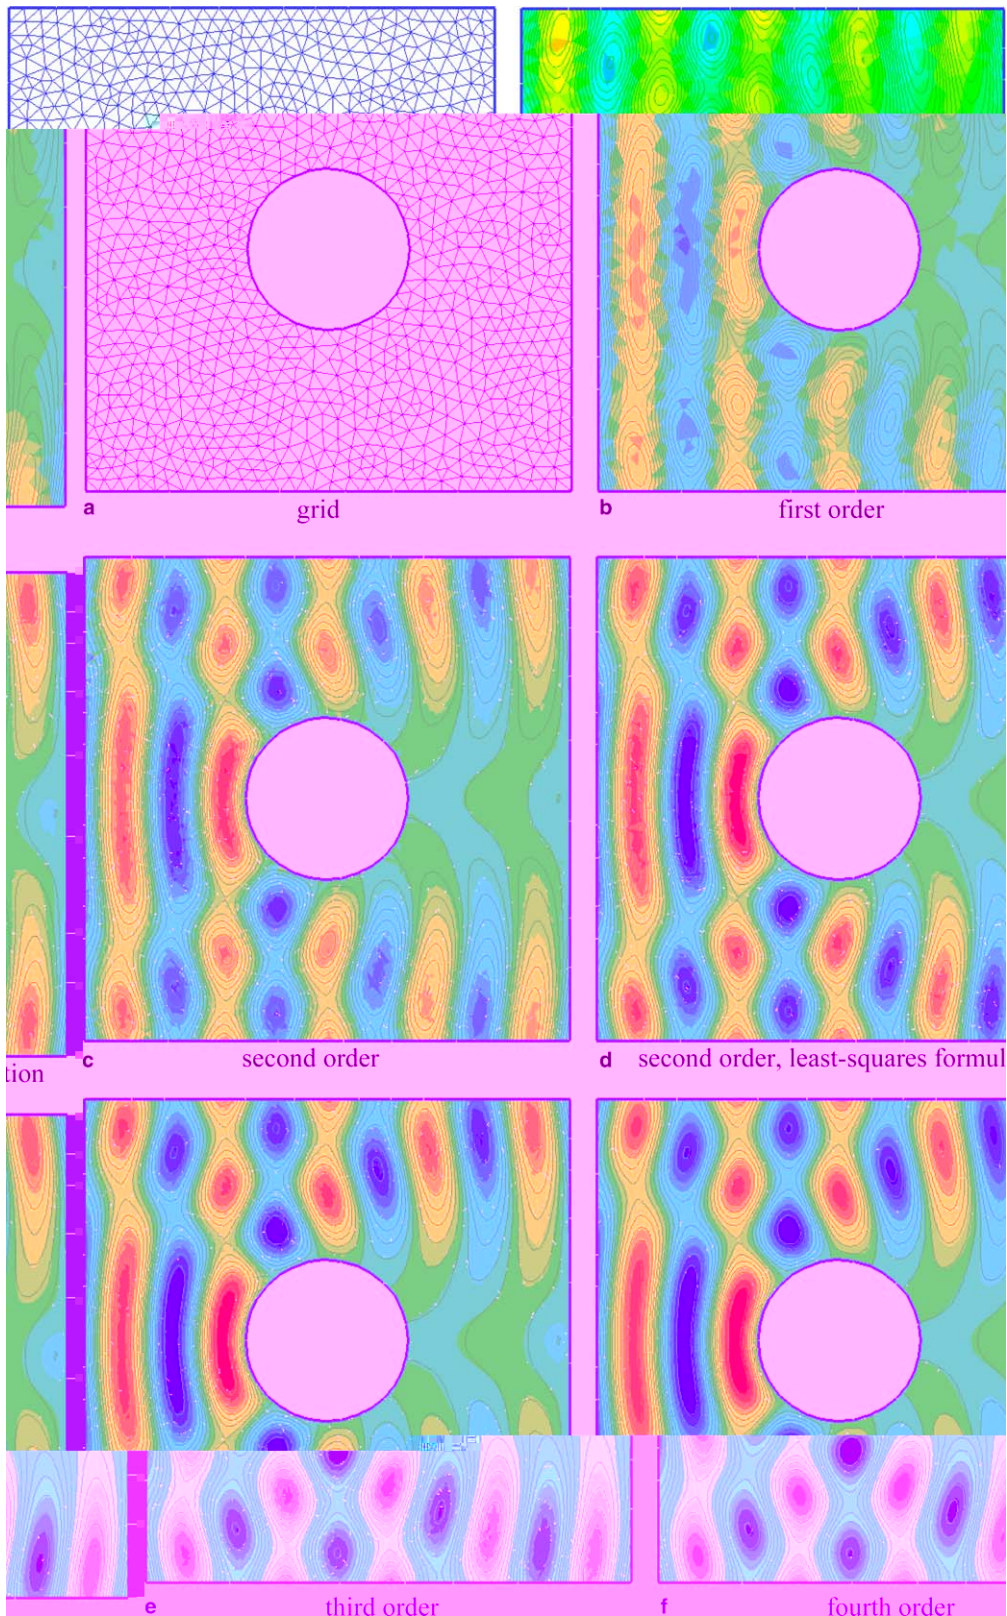 a grid b first order
tion c second order d second order, least-squares formul
e third order f fourth order